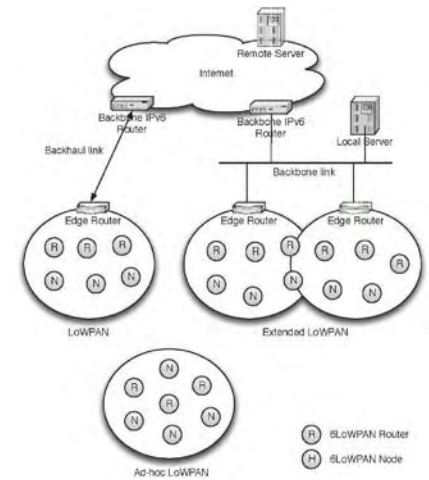 Remote Server
Internet
Backbone IPv6
Router
Backbone IPv6
Router
Local Server
Backhaul link
Backbone link
Edge Router
Edge Router
Edge Router
R R R
N N N
R R R R R R
N N N N N
LoWPAN
Extended LoWPAN
N
R R
R
N N
N
Ad-hoc LoWPAN
R 6LoWPAN Router
H 6LoWPAN Node